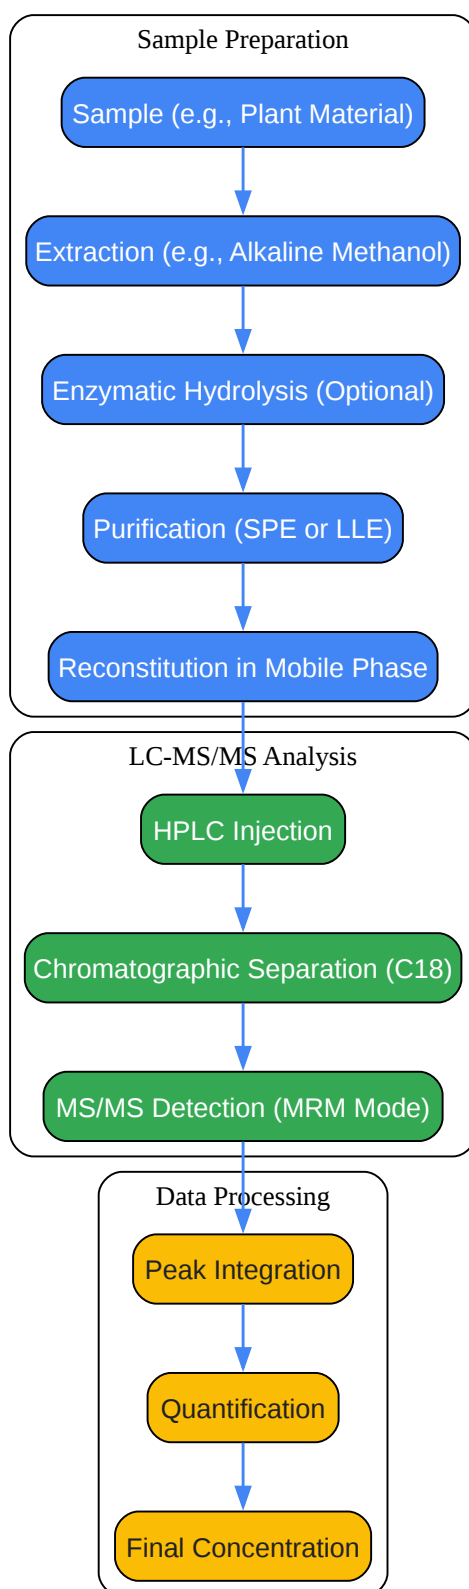 Sample Preparation
Sample (e.g., Plant Material)
Extraction (e.g., Alkaline Methanol)
Enzymatic Hydrolysis (Optional)
Purification (SPE or LLE)
Reconstitution in Mobile Phase
LC-MS/MS Analysis
HPLC Injection
Chromatographic Separation (C18)
MS/MS Detection (MRM Mode)
Data Processing
Peak Integration
Quantification
Final Concentration